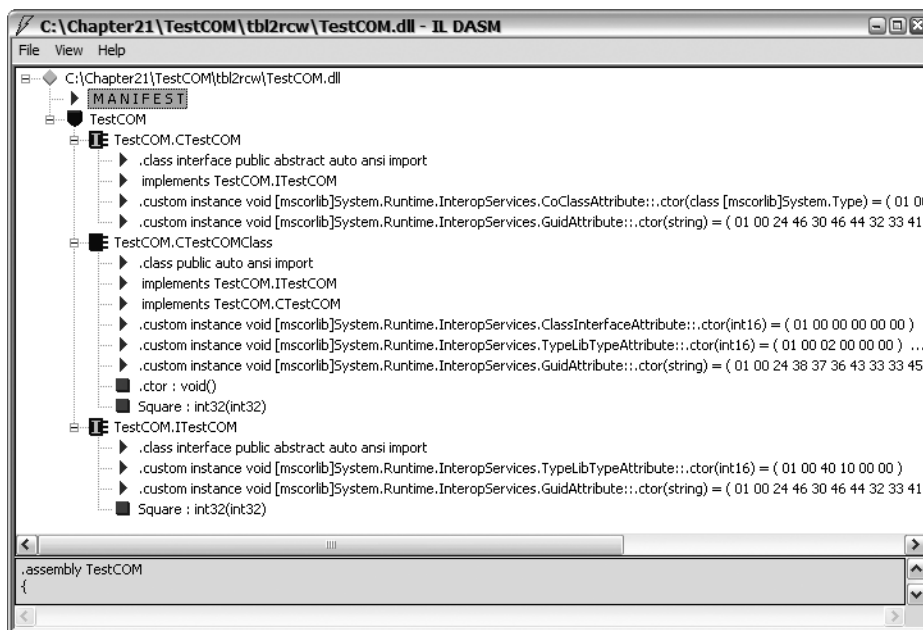 C:\Chapter21\TestCOM\tbl2rcw\TestCOM.dll - IL DASM
File View Help
C:\Chapter21\TestCOM\tbl2rcw\TestCOM.dll
M A N I F E S T
TestCOM
TestCOM.CTestCOM
.class interface public abstract auto ansi import
implements TestCOM.ITestCOM
.custom instance void [mscorlib]System.Runtime.InteropServices.CoClassAttribute::.ctor(class [mscorlib]System.Type) = ( 01 00
.custom instance void [mscorlib]System.Runtime.InteropServices.GuidAttribute::.ctor(string) = ( 01 00 24 46 30 46 44 32 33 41
TestCOM.CTestCOMClass
.class public auto ansi import
implements TestCOM.ITestCOM
implements TestCOM.CTestCOM
.custom instance void [mscorlib]System.Runtime.InteropServices.ClassInterfaceAttribute::.ctor(int16) = ( 01 00 00 00 00 00 )
.custom instance void [mscorlib]System.Runtime.InteropServices.TypeLibTypeAttribute::.ctor(int16) = ( 01 00 02 00 00 00 ) ...
.custom instance void [mscorlib]System.Runtime.InteropServices.GuidAttribute::.ctor(string) = ( 01 00 24 38 37 36 43 33 33 45
.ctor : void()
Square : int32(int32)
TestCOM.ITestCOM
.class interface public abstract auto ansi import
.custom instance void [mscorlib]System.Runtime.InteropServices.TypeLibTypeAttribute::.ctor(int16) = ( 01 00 40 10 00 00 )
.custom instance void [mscorlib]System.Runtime.InteropServices.GuidAttribute::.ctor(string) = ( 01 00 24 46 30 46 44 32 33 41
Square : int32(int32)
.assembly TestCOM
{